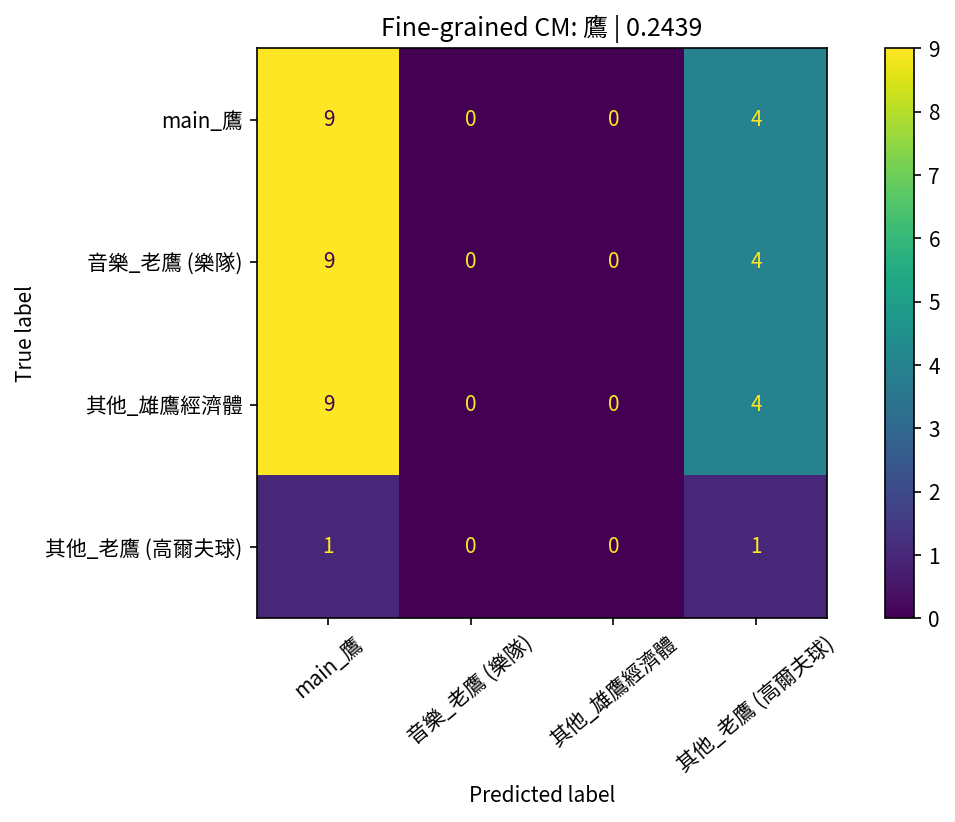 Fine-grained CM: 鷹 | 0.2439
True label
main_鷹
9 0 0 4
音樂_老鷹 (樂隊)
9 0 0 4
其他_雄鷹經濟體
9 0 0 4
其他_老鷹 (高爾夫球)
1 0 0 1
main_鷹
音樂_老鷹 (樂隊)
其他_雄鷹經濟體
其他_老鷹 (高爾夫球)
Predicted label
9
8
7
6
5
4
3
2
1
0